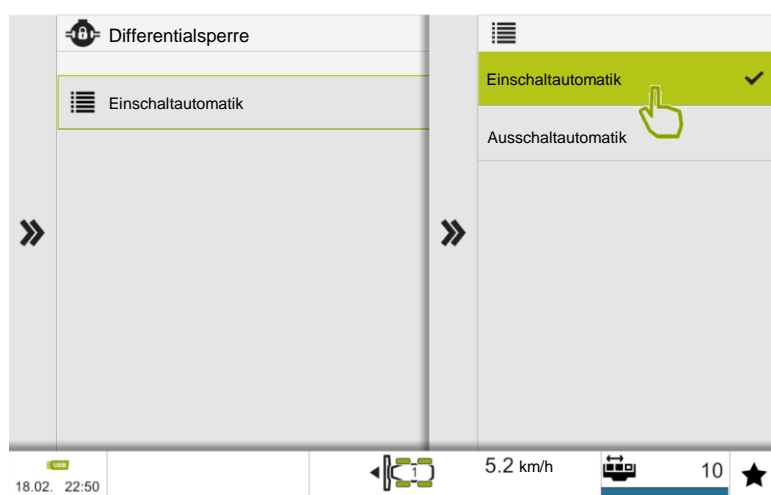 Differentialsperre
Einschaltautomatik
Einschaltautomatik
Ausschaltautomatik
USB
18.02. 22:50
1
5.2 km/h
10